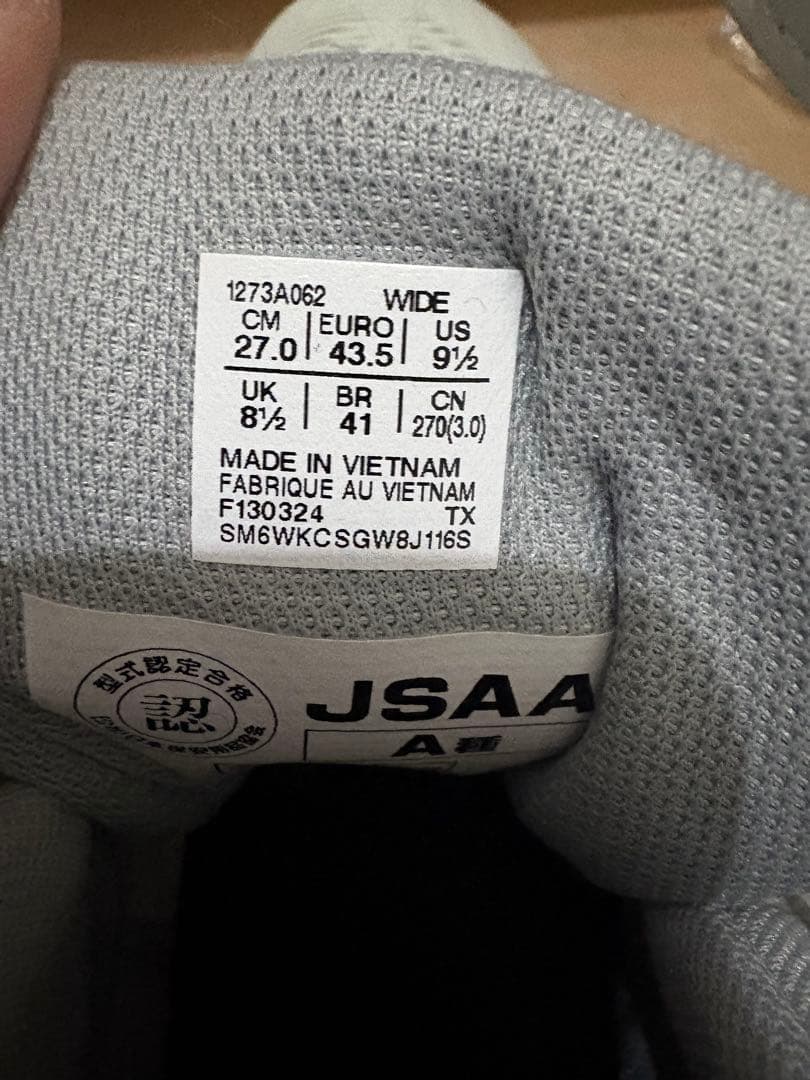 1273A062 WIDE
CM EURO US
27.0 43.5 9½
UK BR CN
8½ 41 270(3.0)
MADE IN VIETNAM
FABRIQUE AU VIETNAM
F130324 TX
SM6WKCSGW8J116S
型式認定合格
認
JSAA
A種